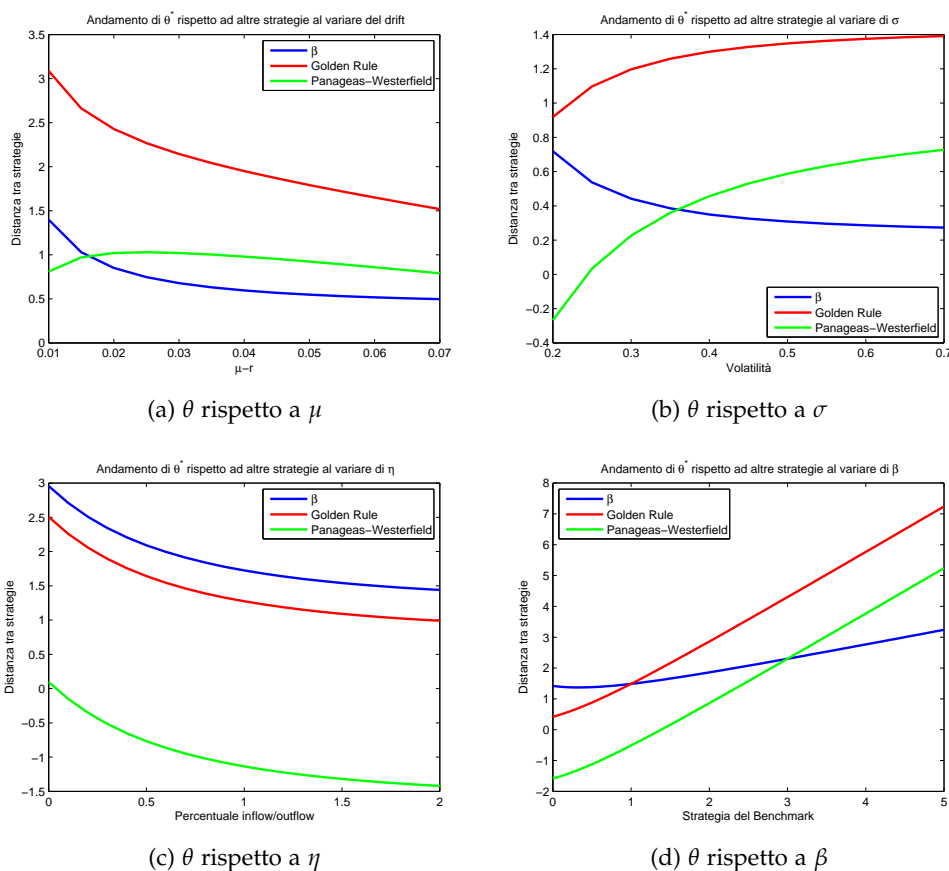 Andamento di θ* rispetto ad altre strategie al variare del drift
3.5
3
2.5
2
1.5
1
0.5
0
Distanza tra strategie
β
Golden Rule
Panageas−Westerfield
0.01 0.02 0.03 0.04 0.05 0.06 0.07
μ−r
(a) θ rispetto a μ
Andamento di θ* rispetto ad altre strategie al variare di σ
1.4
1.2
1
0.8
0.6
0.4
0.2
0
−0.2
−0.4
Distanza tra strategie
β
Golden Rule
Panageas−Westerfield
0.2 0.3 0.4 0.5 0.6 0.7
Volatilità
(b) θ rispetto a σ
Andamento di θ* rispetto ad altre strategie al variare di η
3
2.5
2
1.5
1
0.5
0
−0.5
−1
−1.5
Distanza tra strategie
β
Golden Rule
Panageas−Westerfield
0 0.5 1 1.5 2
Percentuale inflow/outflow
(c) θ rispetto a η
Andamento di θ* rispetto ad altre strategie al variare di β
8
7
6
5
4
3
2
1
0
−1
−2
Distanza tra strategie
β
Golden Rule
Panageas−Westerfield
0 1 2 3 4 5
Strategia del Benchmark
(d) θ rispetto a β